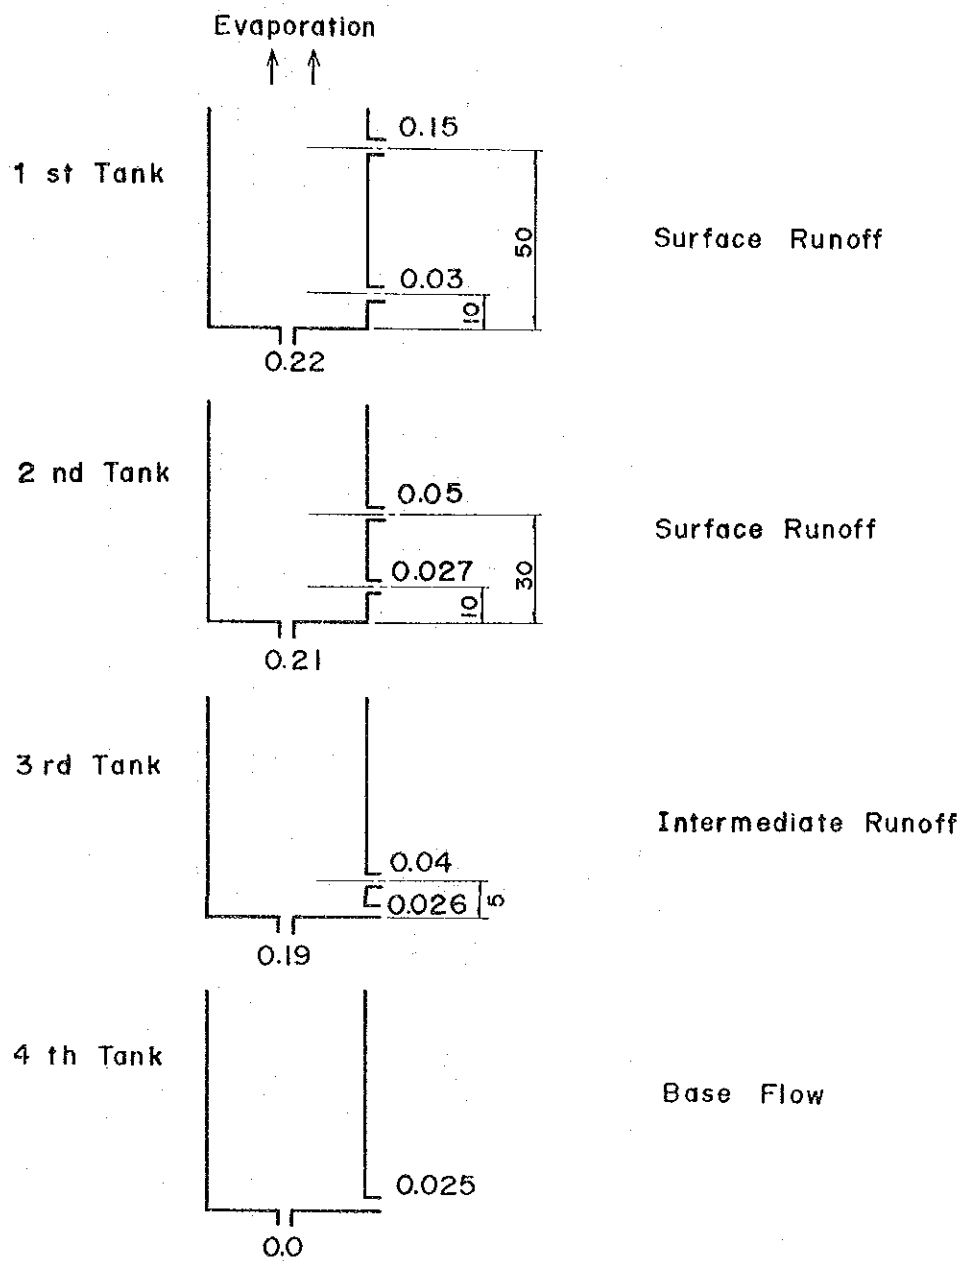 Evaporation
0.15
1 st Tank
50
Surface Runoff
0.03
10
0.22
2 nd Tank
0.05
Surface Runoff
0.027
30
10
0.21
3 rd Tank
Intermediate Runoff
0.04
0.026
5
0.19
4 th Tank
Base Flow
0.025
0.0